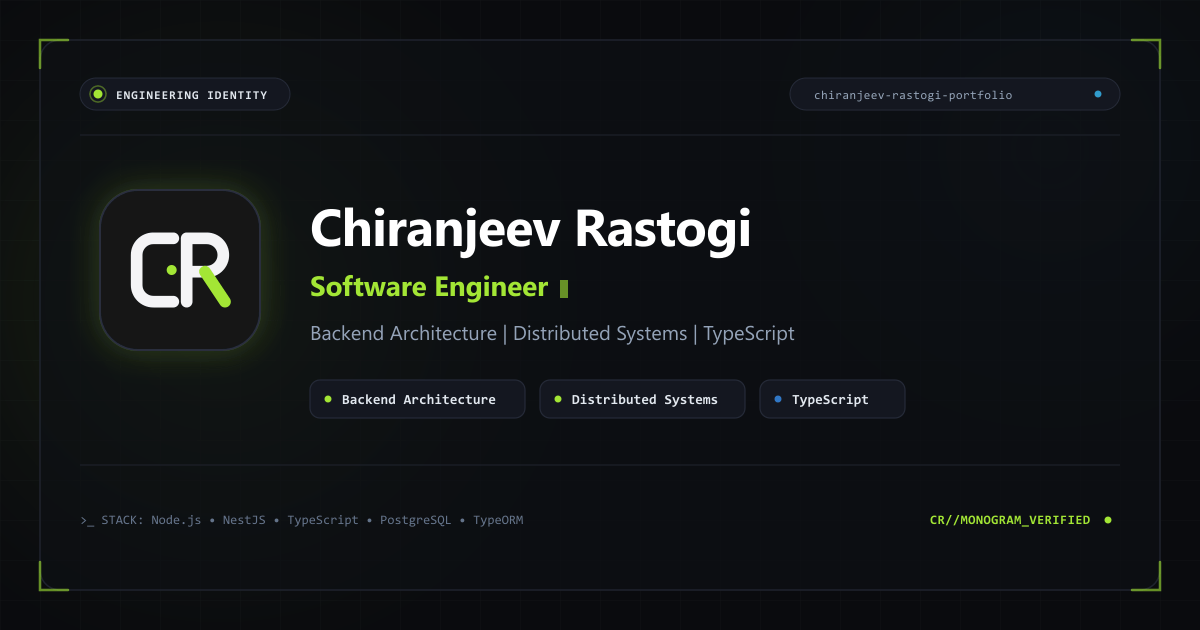 ENGINEERING IDENTITY
chiranjeev-rastogi-portfolio
CR
Chiranjeev Rastogi
Software Engineer
Backend Architecture | Distributed Systems | TypeScript
Backend Architecture
Distributed Systems
TypeScript
>_ STACK: Node.js • NestJS • TypeScript • PostgreSQL • TypeORM
CR//MONOGRAM_VERIFIED